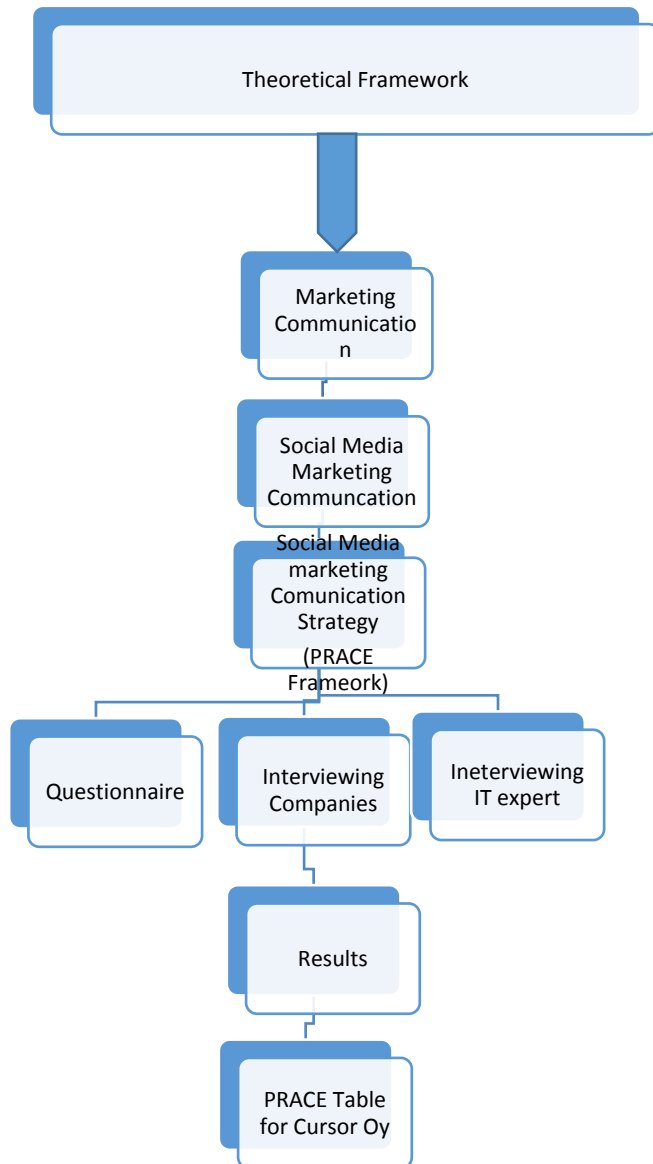 Theoretical Framework
Marketing
Communicatio
n
Social Media
Marketing
Communcation
Social Media
marketing
Comunication
Strategy
(PRACE
Frameork)
Questionnaire
Interviewing
Companies
Ineterviewing
IT expert
Results
PRACE Table
for Cursor Oy